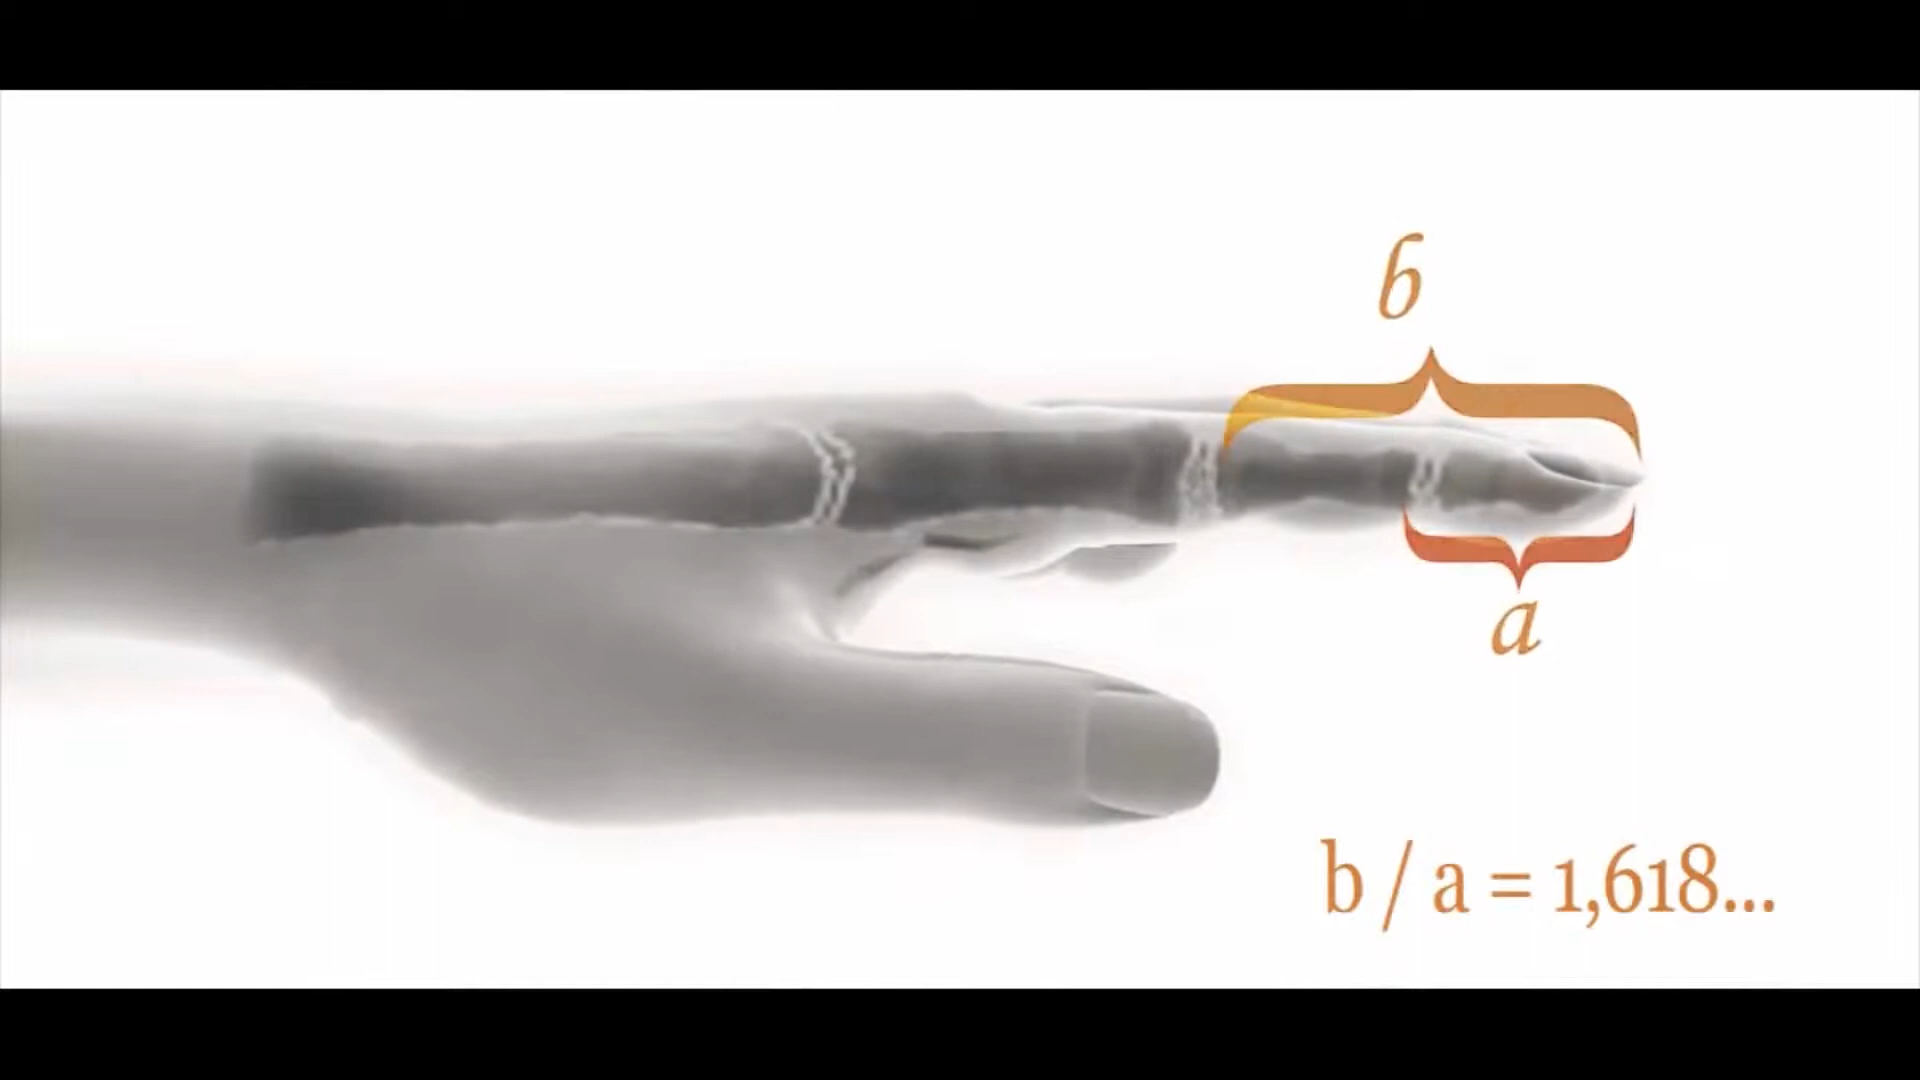 b
a
b / a = 1,618...